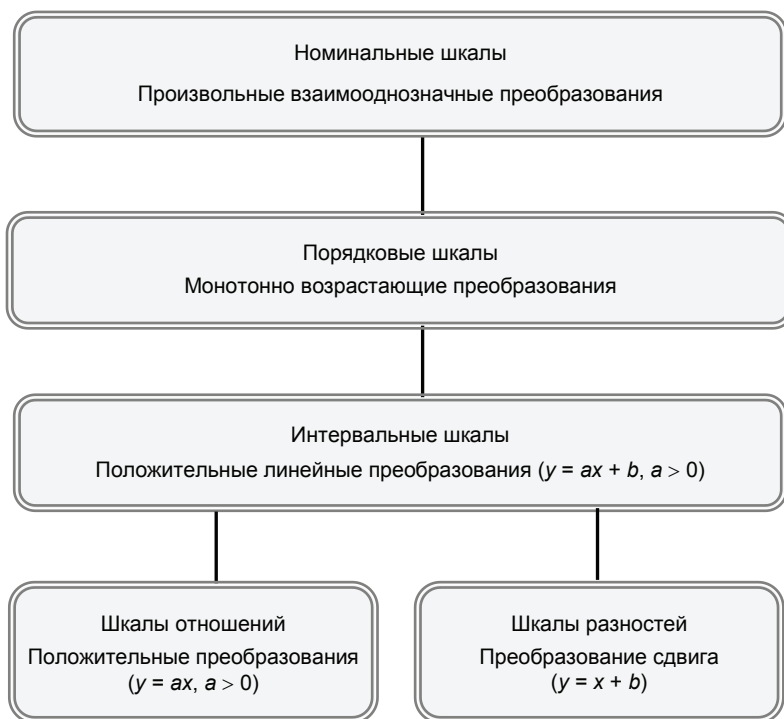 Номинальные шкалы
Произвольные взаимооднозначные преобразования
Порядковые шкалы
Монотонно возрастающие преобразования
Интервальные шкалы
Положительные линейные преобразования (y = ax + b, a > 0)
Шкалы отношений
Положительные преобразования
(y = ax, a > 0)
Шкалы разностей
Преобразование сдвига
(y = x + b)